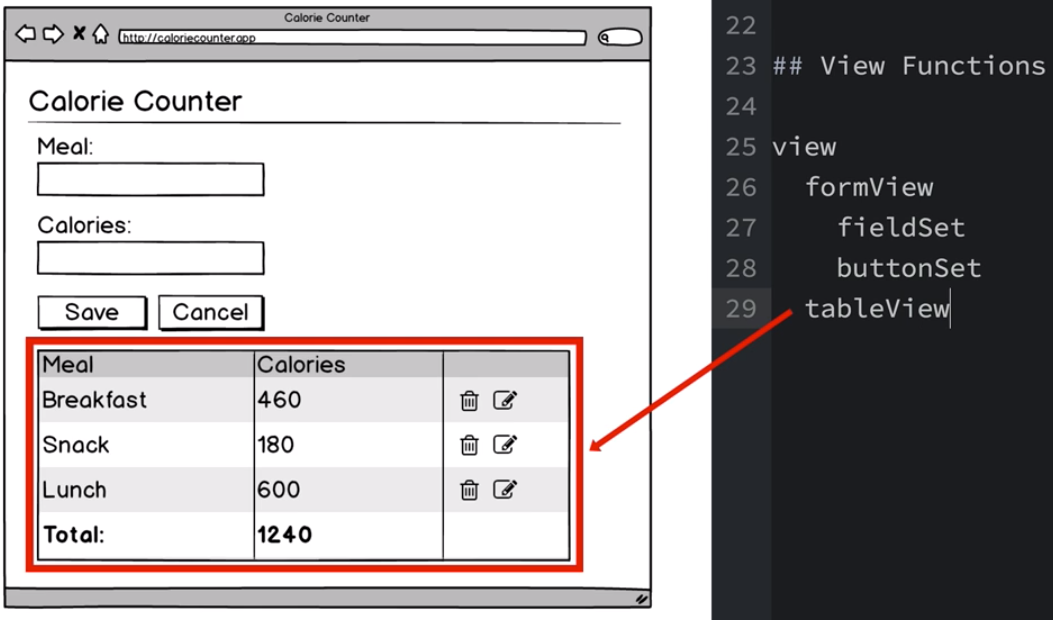 Calorie Counter
http://caloriecounter.app
Calorie Counter
Meal:
Calories:
Save Cancel
Meal Calories
Breakfast 460
Snack 180
Lunch 600
Total: 1240
22
23 ## View Functions
24
25 view
26 formView
27 fieldSet
28 buttonSet
29 tableView